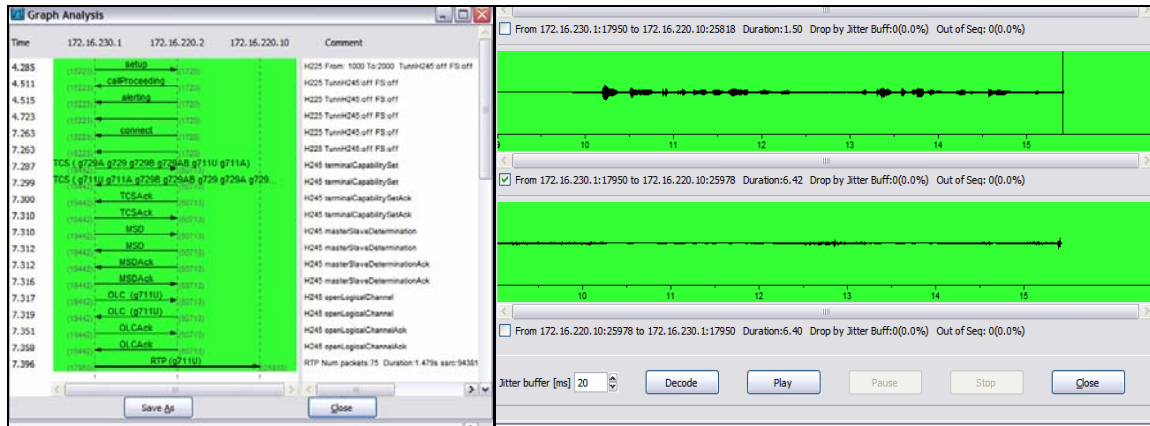 Graph Analysis
Time 172.16.230.1 172.16.220.2 172.16.220.10 Comment
4.285 setup (1720) H225 From: 1000 To:2000 TunnH245:off FS:off
4.511 callProceeding (1720) H225 TunnH245:off FS:off
4.515 alerting (1720) H225 TunnH245:off FS:off
4.723 (1720) H225 TunnH245:off FS:off
7.263 connect (1720) H225 TunnH245:off FS:off
7.263 (1720) H225 TunnH245:off FS:off
7.287 TCS ( g729A g729 g729B g729AB g711U g711A) H245 terminalCapabilitySet
7.299 TCS ( g711U g711A g729B g729AB g729 g729A g729... H245 terminalCapabilitySet
7.300 TCSAck H245 terminalCapabilitySetAck
7.310 TCSAck H245 terminalCapabilitySetAck
7.310 MSD H245 masterSlaveDetermination
7.312 MSD H245 masterSlaveDetermination
7.312 MSDAck H245 masterSlaveDeterminationAck
7.316 MSDAck H245 masterSlaveDeterminationAck
7.317 OLC (g711U) H245 openLogicalChannel
7.319 OLC (g711U) H245 openLogicalChannel
7.351 OLCAck H245 openLogicalChannelAck
7.358 OLCAck H245 openLogicalChannelAck
7.396 RTP (g711U) RTP Num packets:75 Duration:1.479s ssrc:94381
Save As
Close
From 172.16.230.1:17950 to 172.16.220.10:25818 Duration:1.50 Drop by Jitter Buff:0(0.0%) Out of Seq: 0(0.0%)
9 10 11 12 13 14 15
From 172.16.230.1:17950 to 172.16.220.10:25978 Duration:6.42 Drop by Jitter Buff:0(0.0%) Out of Seq: 0(0.0%)
10 11 12 13 14 15
From 172.16.220.10:25978 to 172.16.230.1:17950 Duration:6.40 Drop by Jitter Buff:0(0.0%) Out of Seq: 0(0.0%)
Jitter buffer [ms] 20 Decode Play Pause Stop Close